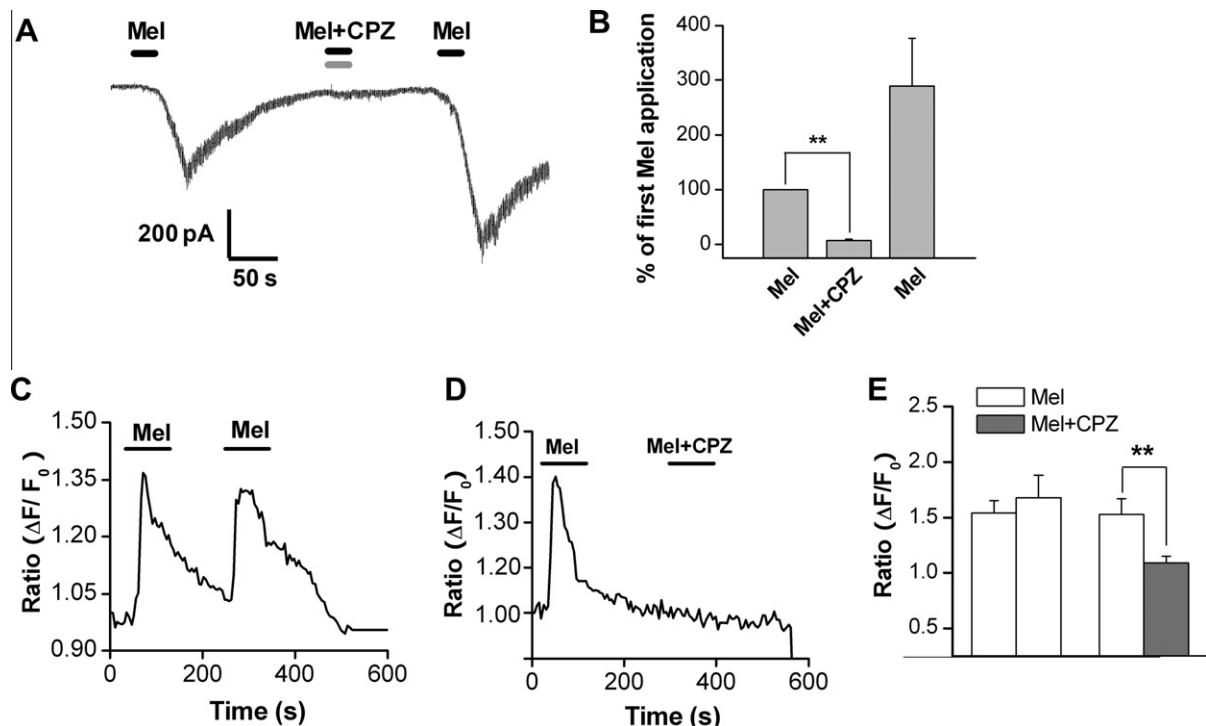 A
Mel
Mel+CPZ
Mel
200 pA
50 s
B
% of first Mel application
400
300
200
100
0
**
Mel
Mel+CPZ
Mel
C
Ratio (ΔF/ F0)
1.50
1.35
1.20
1.05
0.90
Mel
Mel
0
200
400
600
Time (s)
D
Ratio (ΔF/F0)
1.50
1.40
1.30
1.20
1.00
Mel
Mel+CPZ
0
200
400
600
Time (s)
E
Mel
Mel+CPZ
Ratio (ΔF/F0)
2.5
2.0
1.5
1.0
0.5
**